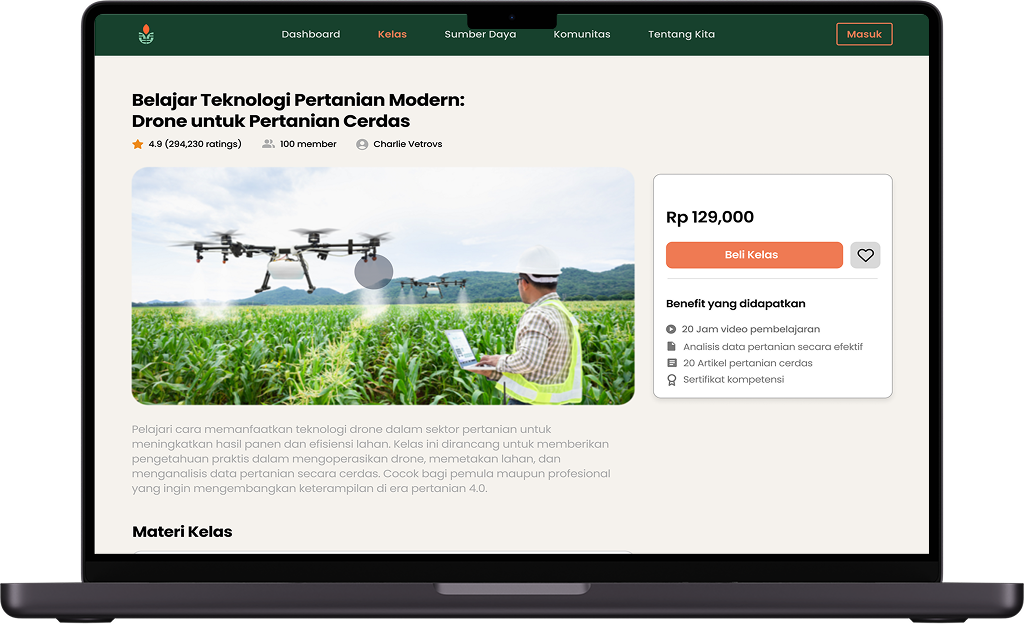 Dashboard
Kelas
Sumber Daya
Komunitas
Tentang Kita
Masuk
Belajar Teknologi Pertanian Modern:
Drone untuk Pertanian Cerdas
4.9 (294,230 ratings)
100 member
Charlie Vetrovs
Rp 129,000
Beli Kelas
Benefit yang didapatkan
20 Jam video pembelajaran
Analisis data pertanian secara efektif
20 Artikel pertanian cerdas
Sertifikat kompetensi
Pelajari cara memanfaatkan teknologi drone dalam sektor pertanian untuk
meningkatkan hasil panen dan efisiensi lahan. Kelas ini dirancang untuk memberikan
pengetahuan praktis dalam mengoperasikan drone, memetakan lahan, dan
menganalisis data pertanian secara cerdas. Cocok bagi pemula maupun profesional
yang ingin mengembangkan keterampilan di era pertanian 4.0.
Materi Kelas